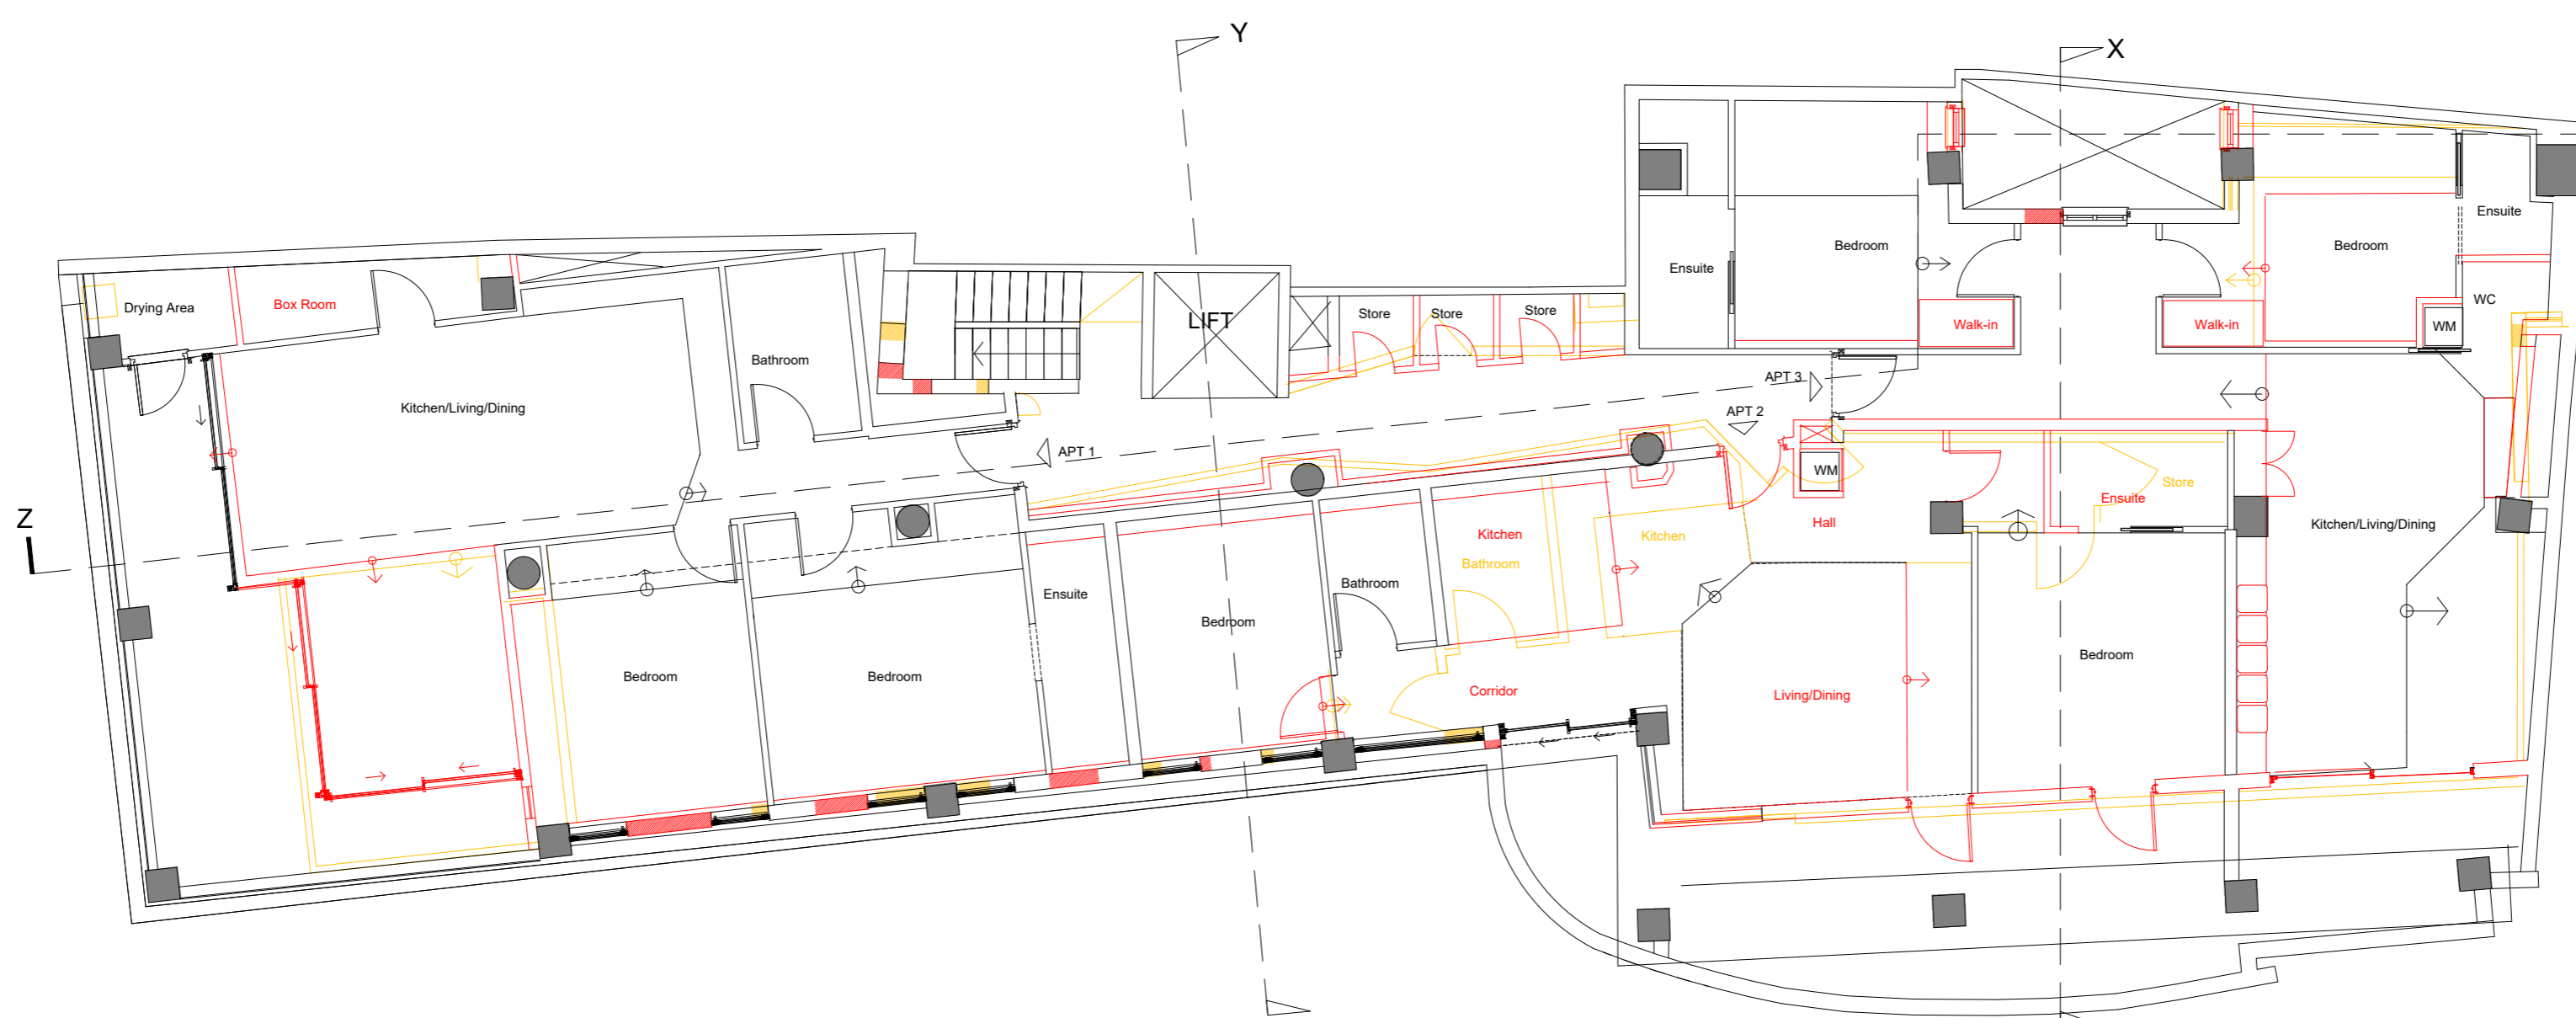 Y
X
Z
Drying Area
Box Room
Kitchen/Living/Dining
Bathroom
LIFT
Store
Store
Store
Ensuite
Bedroom
Walk-in
Walk-in
Bedroom
Ensuite
WC
WM
APT 1
APT 2
APT 3
WM
Hall
Ensuite
Store
Kitchen/Living/Dining
Kitchen
Bathroom
Kitchen
Bathroom
Ensuite
Bedroom
Bedroom
Bedroom
Corridor
Living/Dining
Bedroom